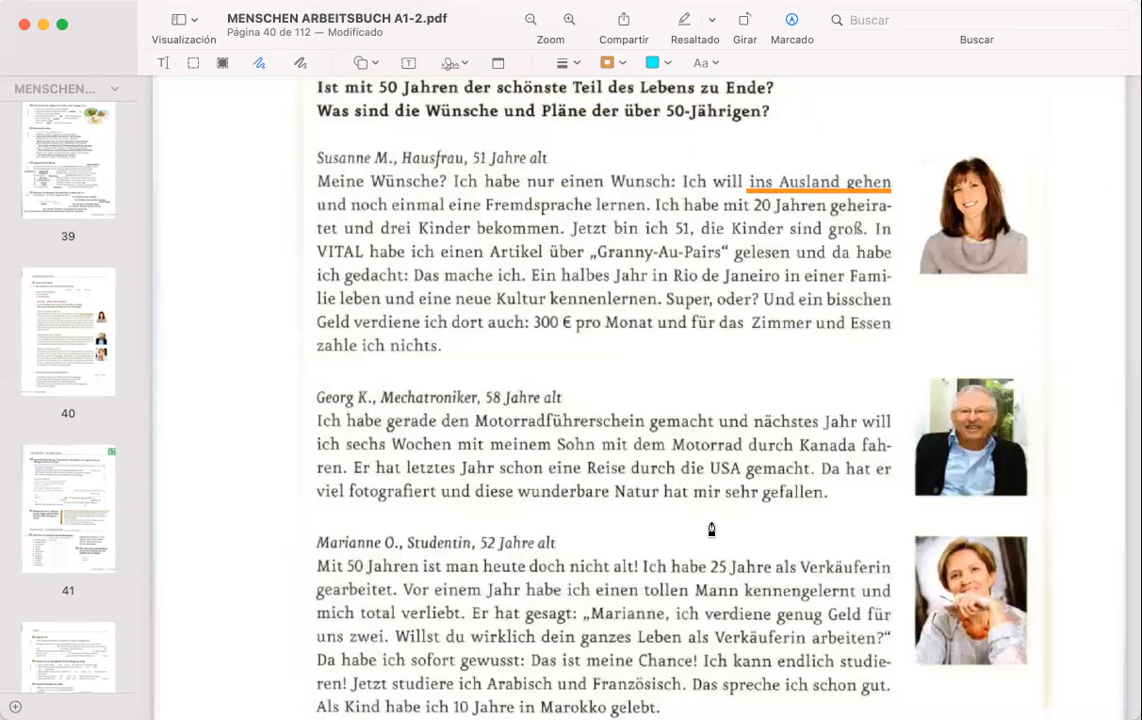 MENSCHEN ARBEITSBUCH A1-2.pdf
Página 40 de 112 — Modificado
Visualización
Zoom
Compartir
Resaltado
Girar
Marcado
Buscar
Buscar
Aa
MENSCHEN...
39
40
41
Ist mit 50 Jahren der schönste Teil des Lebens zu Ende?
Was sind die Wünsche und Pläne der über 50-Jährigen?
Susanne M., Hausfrau, 51 Jahre alt
Meine Wünsche? Ich habe nur einen Wunsch: Ich will ins Ausland gehen
und noch einmal eine Fremdsprache lernen. Ich habe mit 20 Jahren geheira-
tet und drei Kinder bekommen. Jetzt bin ich 51, die Kinder sind groß. In
VITAL habe ich einen Artikel über „Granny-Au-Pairs“ gelesen und da habe
ich gedacht: Das mache ich. Ein halbes Jahr in Rio de Janeiro in einer Fami-
lie leben und eine neue Kultur kennenlernen. Super, oder? Und ein bisschen
Geld verdiene ich dort auch: 300 € pro Monat und für das Zimmer und Essen
zahle ich nichts.
Georg K., Mechatroniker, 58 Jahre alt
Ich habe gerade den Motorradführerschein gemacht und nächstes Jahr will
ich sechs Wochen mit meinem Sohn mit dem Motorrad durch Kanada fah-
ren. Er hat letztes Jahr schon eine Reise durch die USA gemacht. Da hat er
viel fotografiert und diese wunderbare Natur hat mir sehr gefallen.
Marianne O., Studentin, 52 Jahre alt
Mit 50 Jahren ist man heute doch nicht alt! Ich habe 25 Jahre als Verkäuferin
gearbeitet. Vor einem Jahr habe ich einen tollen Mann kennengelernt und
mich total verliebt. Er hat gesagt: „Marianne, ich verdiene genug Geld für
uns zwei. Willst du wirklich dein ganzes Leben als Verkäuferin arbeiten?“
Da habe ich sofort gewusst: Das ist meine Chance! Ich kann endlich studie-
ren! Jetzt studiere ich Arabisch und Französisch. Das spreche ich schon gut.
Als Kind habe ich 10 Jahre in Marokko gelebt.